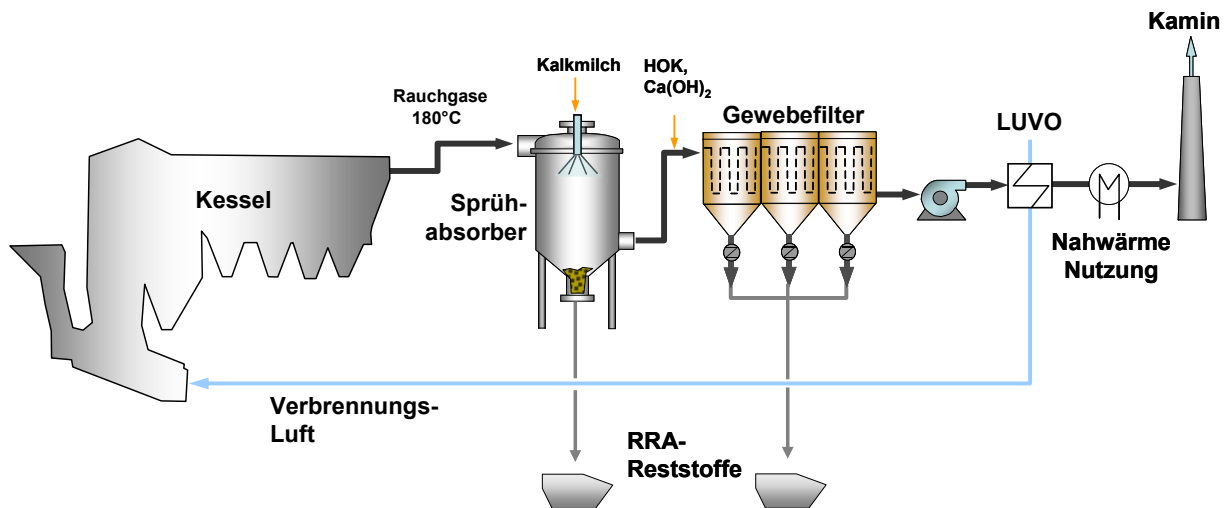 Kamin
Kalkmilch
HOK,
Ca(OH)2
Rauchgase
180°C
Gewebefilter
LUVO
Kessel
Sprüh-
absorber
Nahwärme
Nutzung
Verbrennungs-
Luft
RRA-
Reststoffe